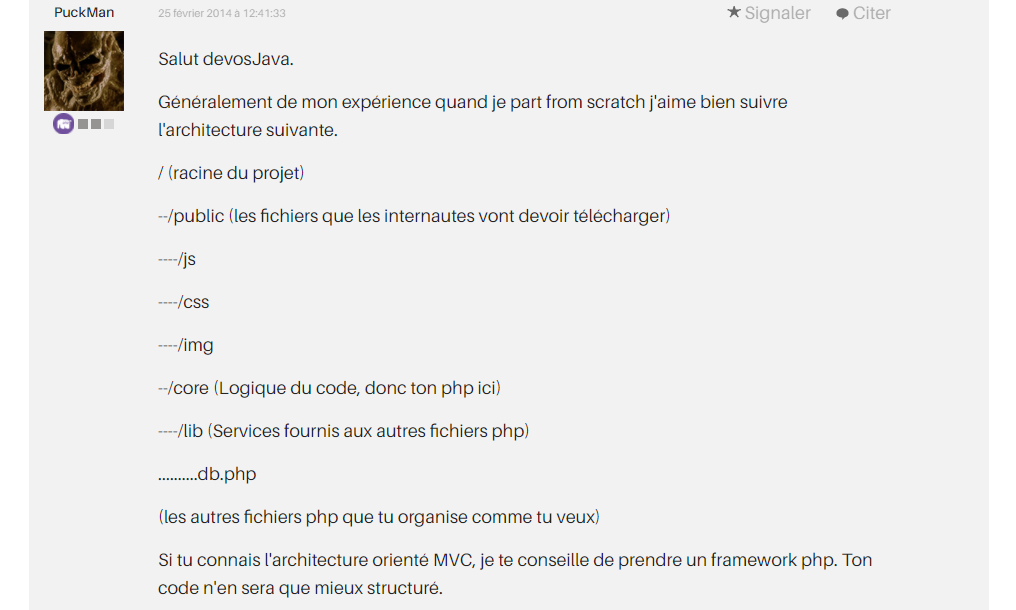 PuckMan
25 février 2014 à 12:41:33
Signaler
Citer
Salut devosJava.
Généralement de mon expérience quand je part from scratch j'aime bien suivre
l'architecture suivante.
/ (racine du projet)
--/public (les fichiers que les internautes vont devoir télécharger)
----/js
----/css
----/img
--/core (Logique du code, donc ton php ici)
----/lib (Services fournis aux autres fichiers php)
..........db.php
(les autres fichiers php que tu organise comme tu veux)
Si tu connais l'architecture orienté MVC, je te conseille de prendre un framework php. Ton
code n'en sera que mieux structuré.